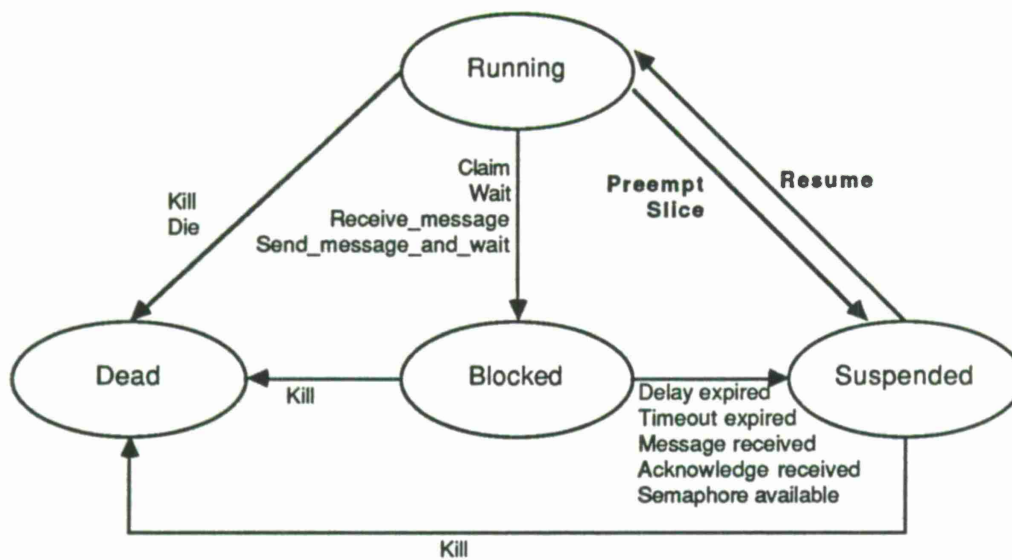 Running
Kill
Die
Claim
Wait
Receive_message
Send_message_and_wait
Preempt
Slice
Resume
Dead
Blocked
Suspended
Kill
Delay expired
Timeout expired
Message received
Acknowledge received
Semaphore available
Kill